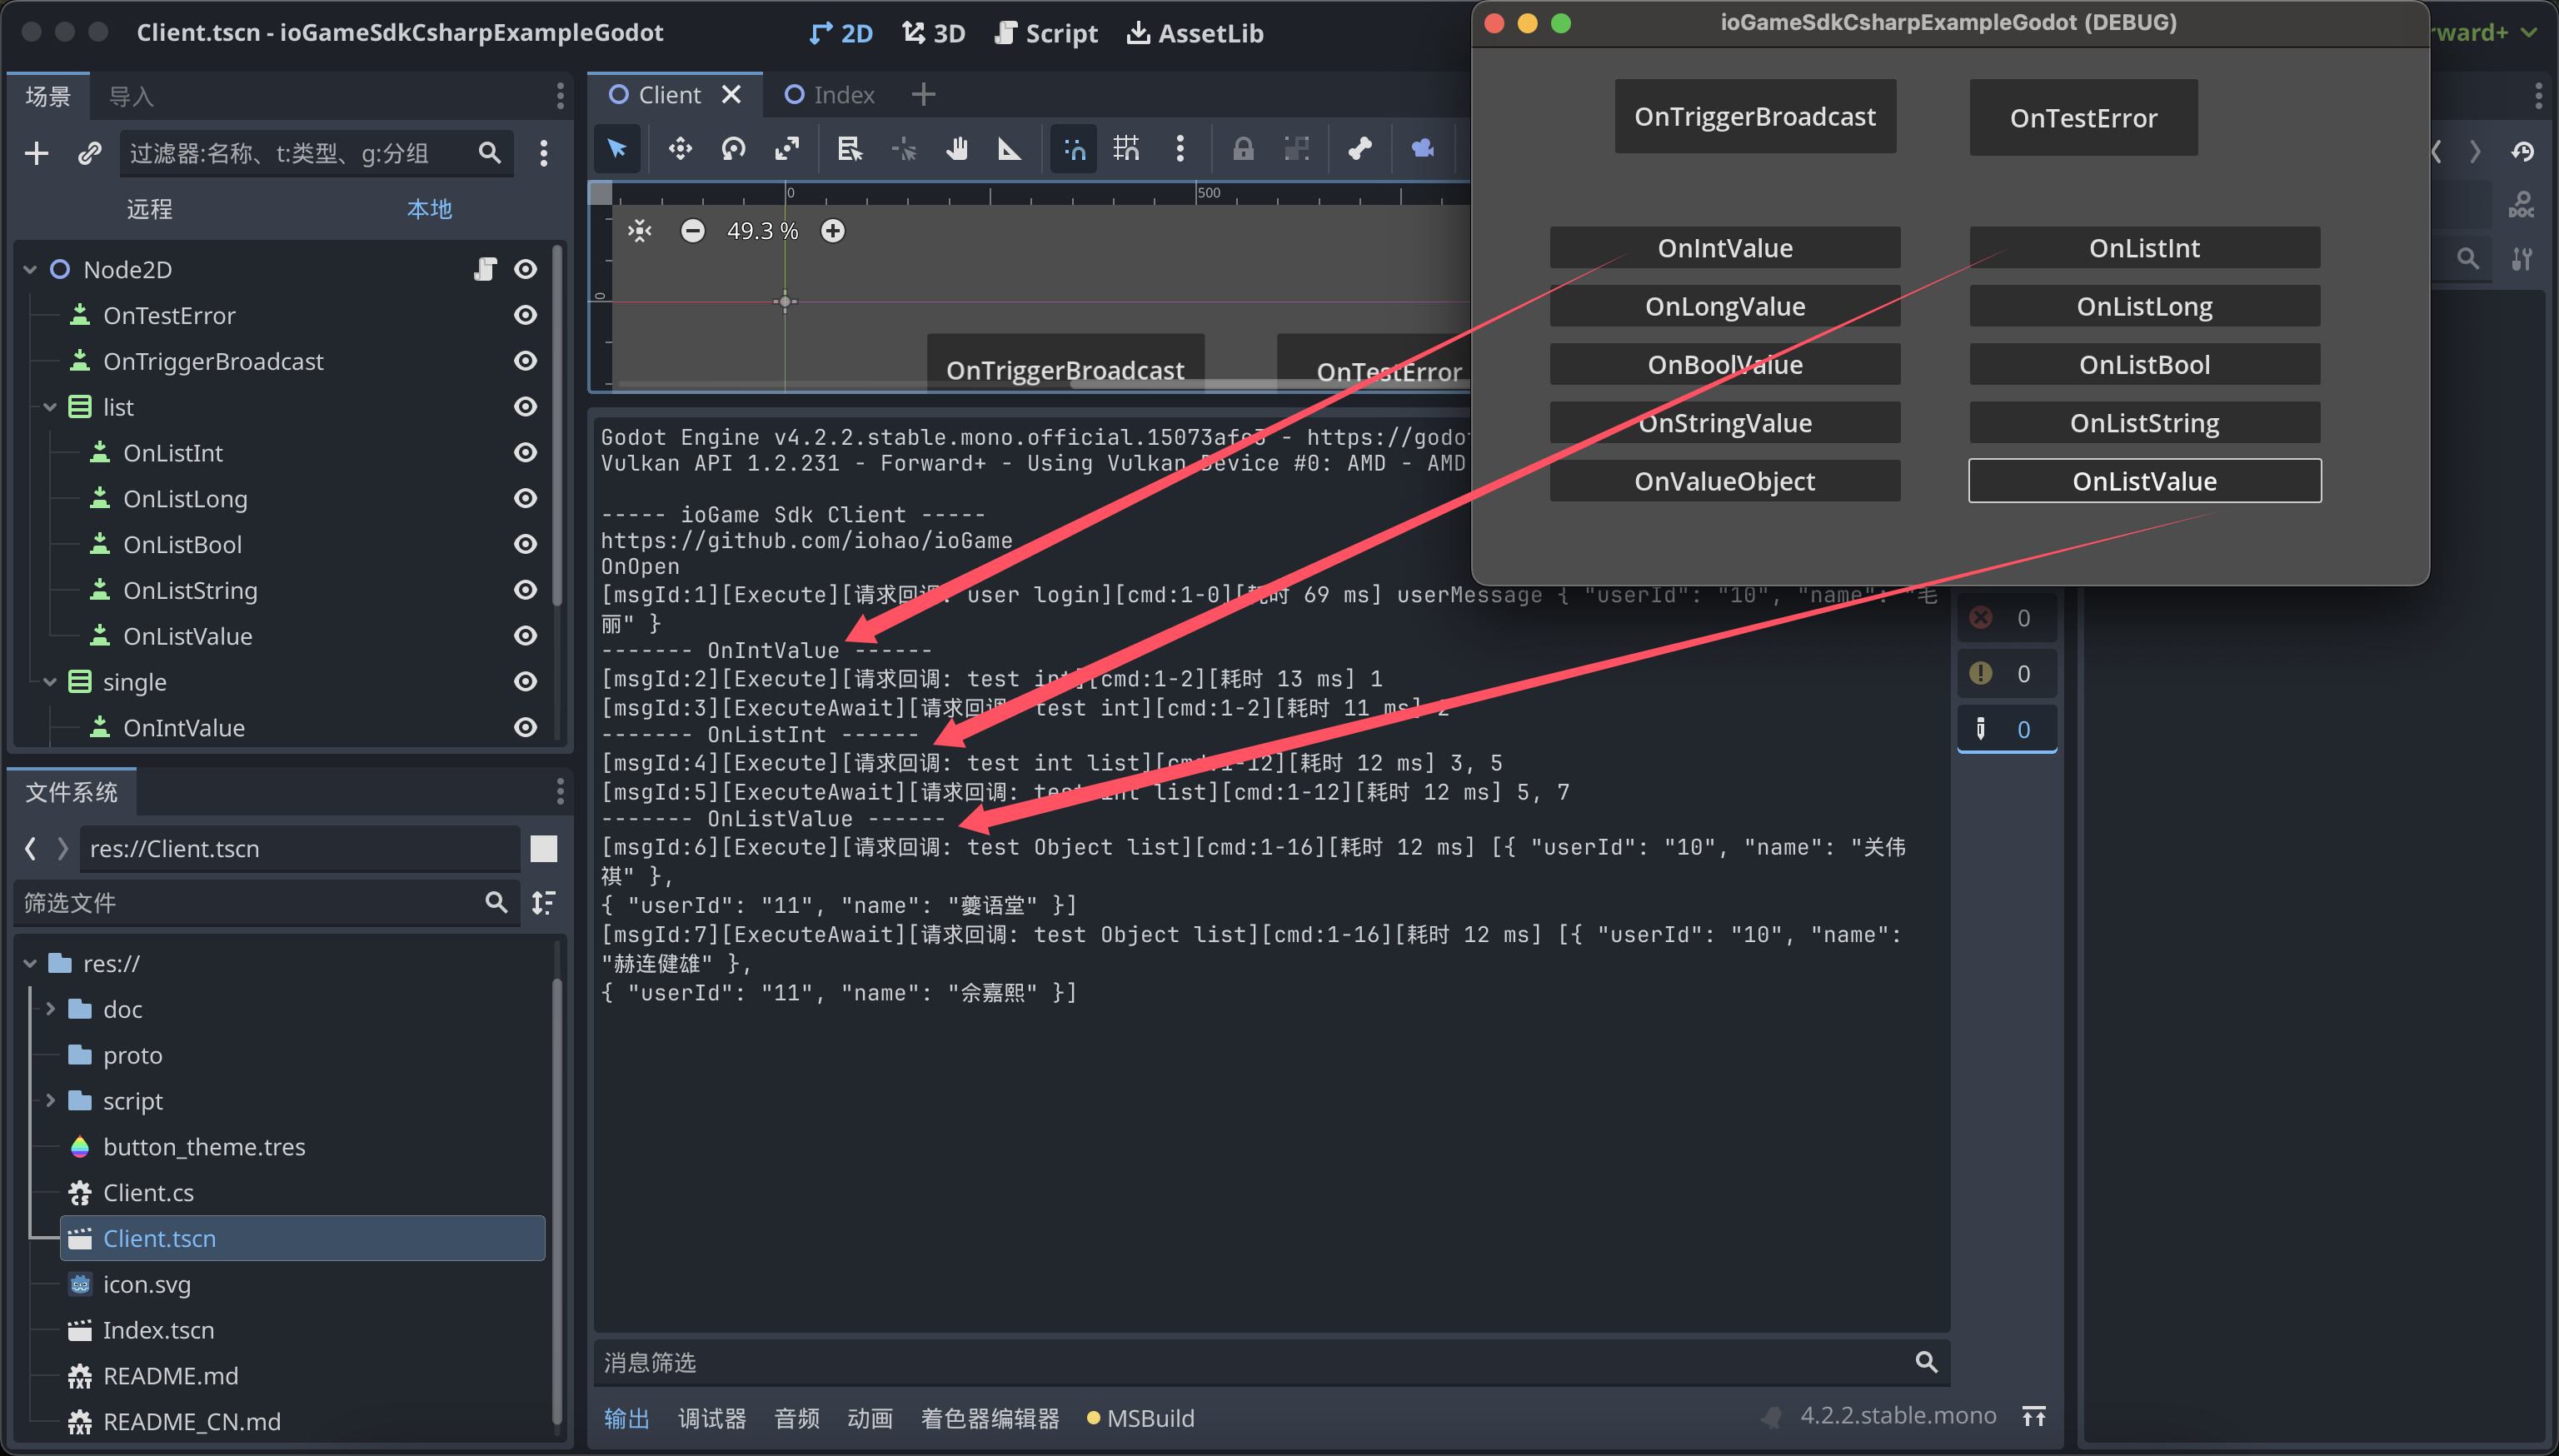 Client.tscn - ioGameSdkCsharpExampleGodot
2D
3D
Script
AssetLib
ward+
场景
导入
过滤器:名称、t:类型、g:分组
远程
本地
Node2D
OnTestError
OnTriggerBroadcast
list
OnListInt
OnListLong
OnListBool
OnListString
OnListValue
single
OnIntValue
文件系统
res://Client.tscn
筛选文件
res://
doc
proto
script
button_theme.tres
Client.cs
Client.tscn
icon.svg
Index.tscn
README.md
README_CN.md
Client
Index
0
500
0
49.3 %
OnTriggerBroadcast
OnTestError
Godot Engine v4.2.2.stable.mono.official.15073afe3 - https://godot
Vulkan API 1.2.231 - Forward+ - Using Vulkan Device #0: AMD - AMD
----- ioGame Sdk Client -----
https://github.com/iohao/ioGame
OnOpen
[msgId:1][Execute][请求回调: user login][cmd:1-0][耗时 69 ms] userMessage { "userId": "10", "name": "毛
丽" }
------- OnIntValue ------
[msgId:2][Execute][请求回调: test int][cmd:1-2][耗时 13 ms] 1
[msgId:3][ExecuteAwait][请求回调: test int][cmd:1-2][耗时 11 ms] 2
------- OnListInt ------
[msgId:4][Execute][请求回调: test int list][cmd:1-12][耗时 12 ms] 3, 5
[msgId:5][ExecuteAwait][请求回调: test int list][cmd:1-12][耗时 12 ms] 5, 7
------- OnListValue ------
[msgId:6][Execute][请求回调: test Object list][cmd:1-16][耗时 12 ms] [{ "userId": "10", "name": "关伟
祺" },
{ "userId": "11", "name": "夔语堂" }]
[msgId:7][ExecuteAwait][请求回调: test Object list][cmd:1-16][耗时 12 ms] [{ "userId": "10", "name":
"赫连健雄" },
{ "userId": "11", "name": "佘嘉熙" }]
0
0
0
消息筛选
输出
调试器
音频
动画
着色器编辑器
MSBuild
4.2.2.stable.mono
ioGameSdkCsharpExampleGodot (DEBUG)
OnTriggerBroadcast
OnTestError
OnIntValue
OnListInt
OnLongValue
OnListLong
OnBoolValue
OnListBool
OnStringValue
OnListString
OnValueObject
OnListValue
DOC